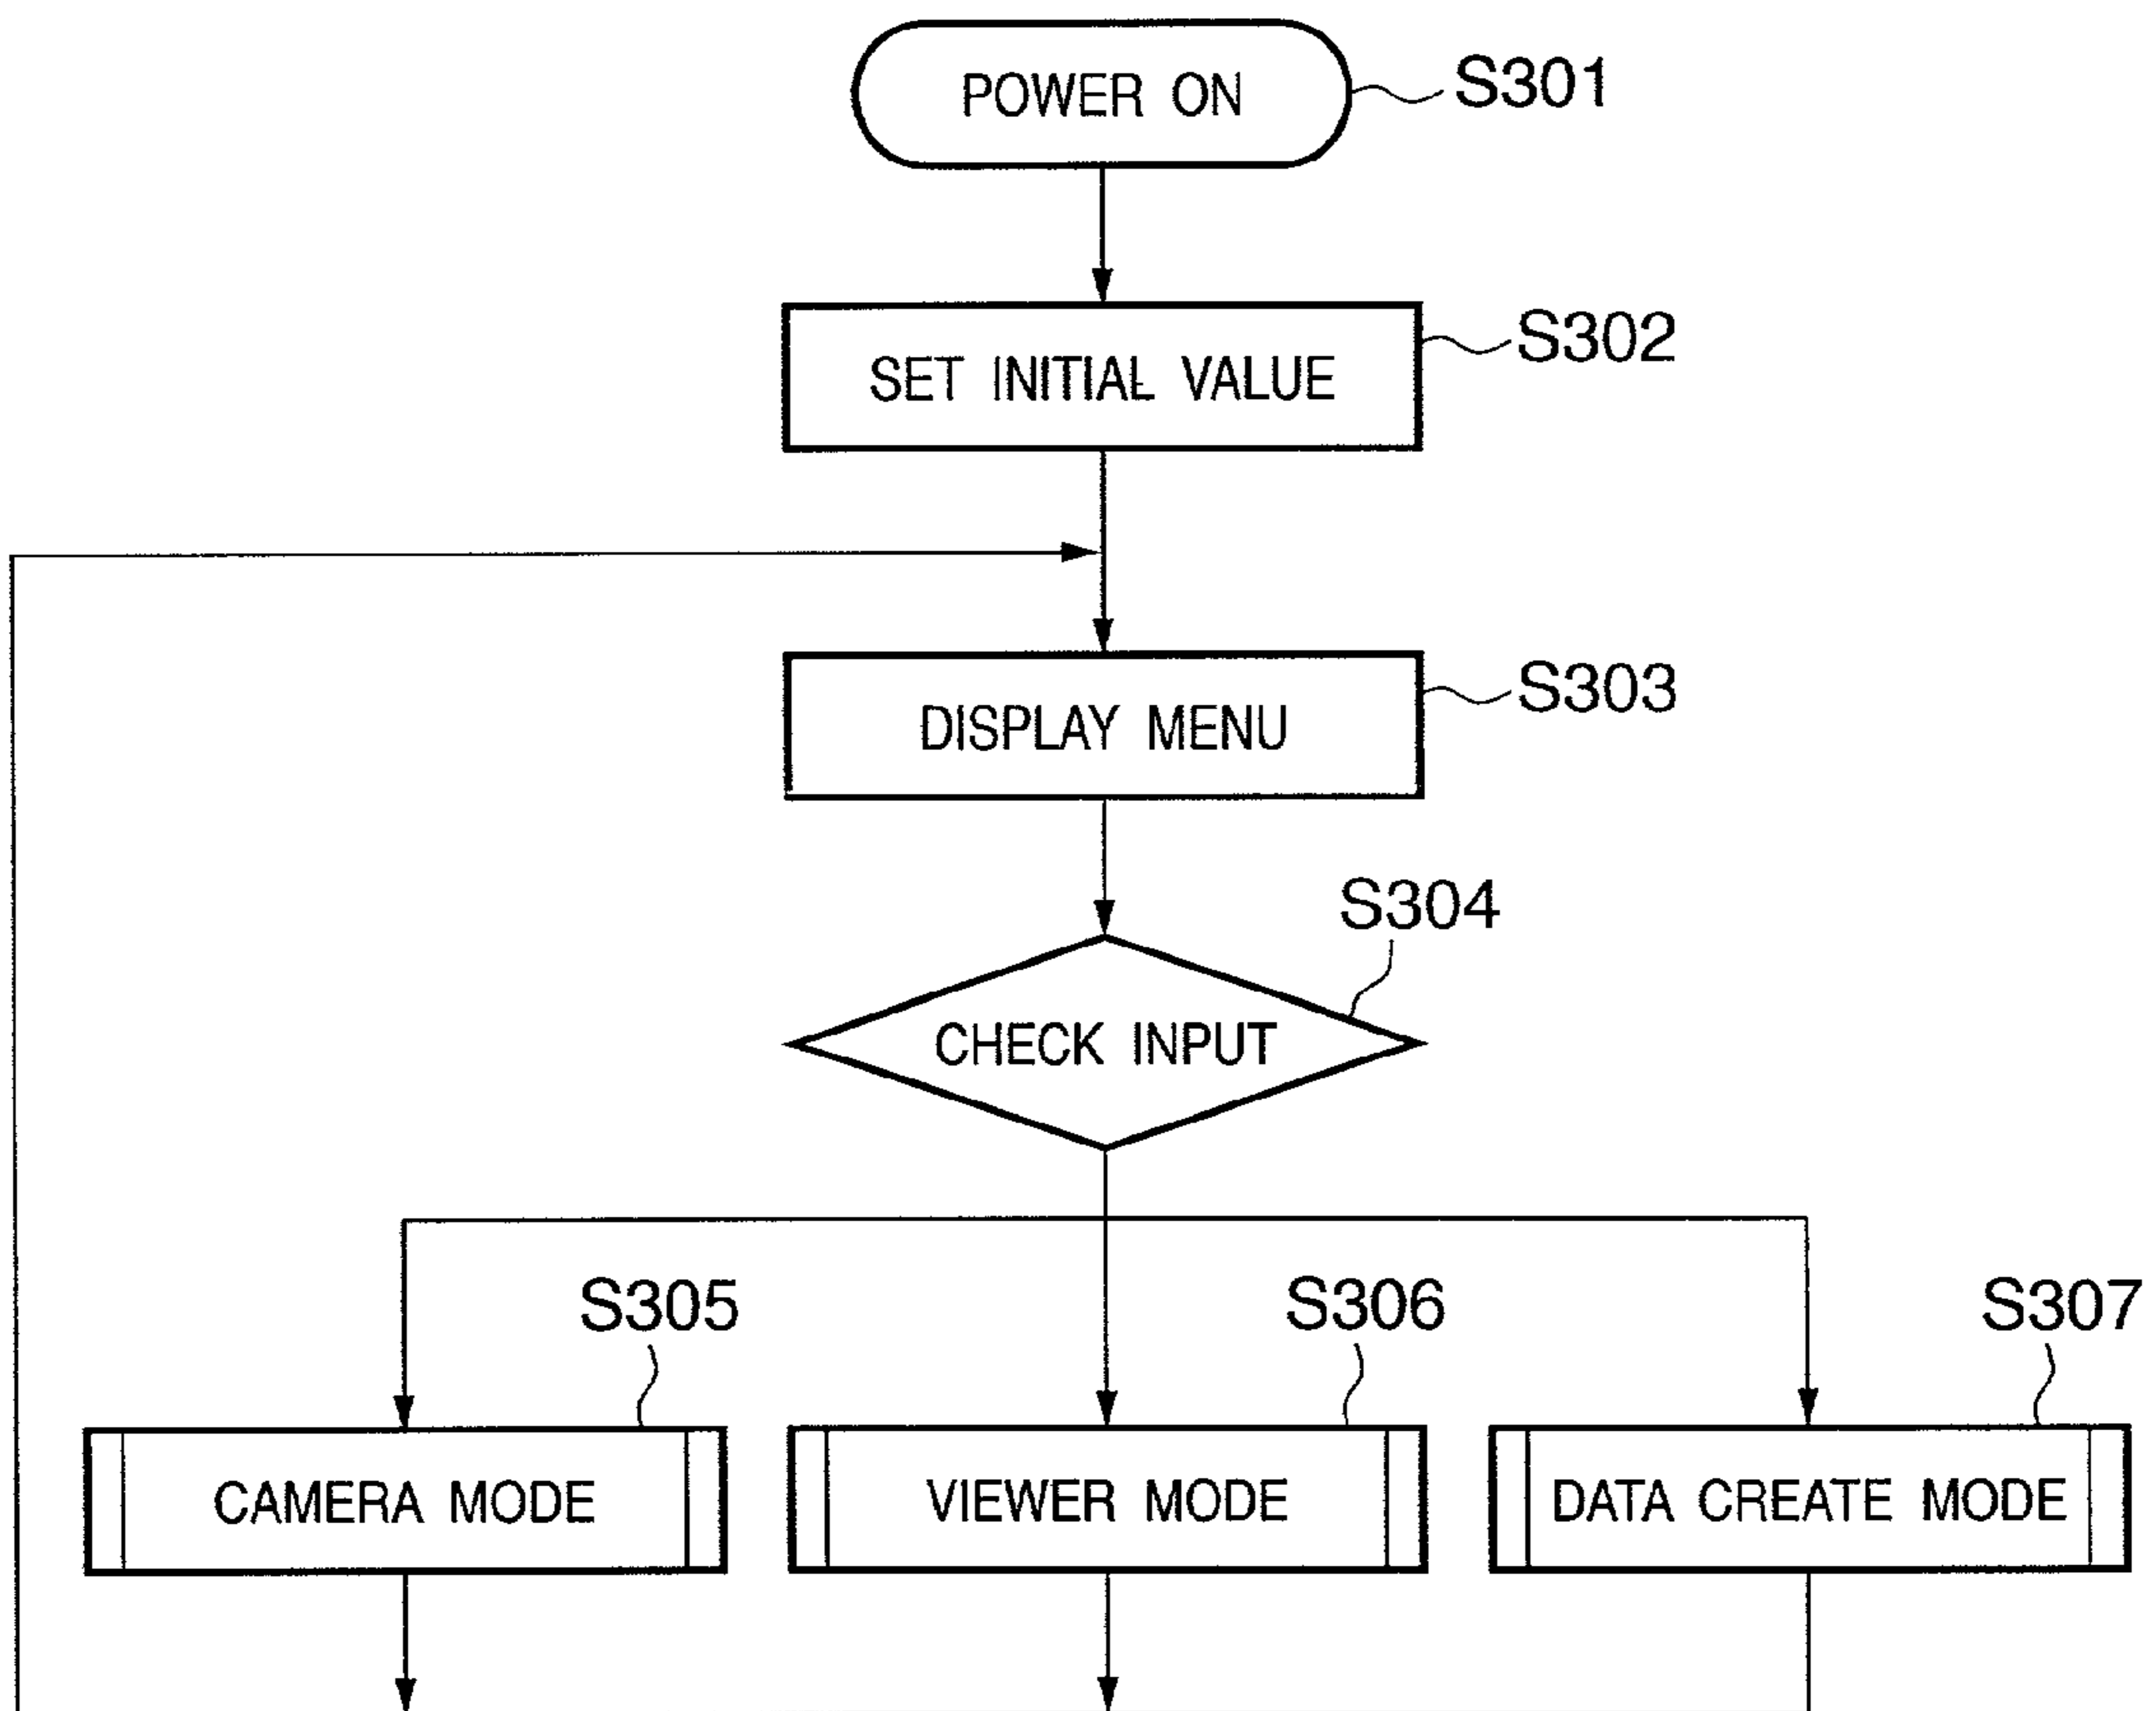 POWER ON
S301
SET INITIAL VALUE
S302
DISPLAY MENU
S303
S304
CHECK INPUT
S305
S306
S307
CAMERA MODE
VIEWER MODE
DATA CREATE MODE